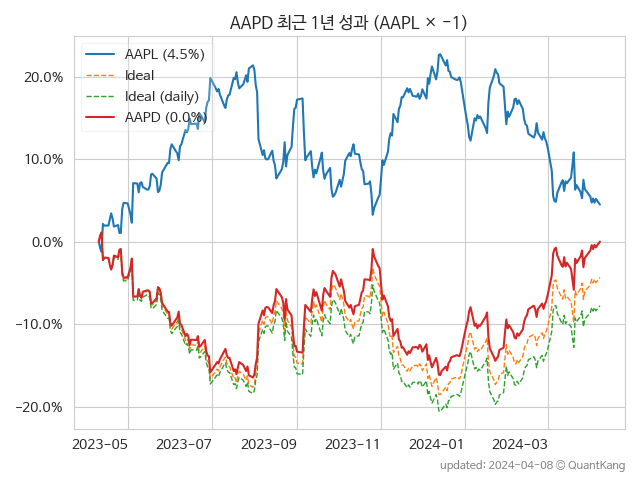 AAPD 최근 1년 성과 (AAPL × −1)
AAPL (4.5%)
Ideal
Ideal (daily)
AAPD (0.0%)
20.0%
10.0%
0.0%
−10.0%
−20.0%
2023-05 2023-07 2023-09 2023-11 2024-01 2024-03
updated: 2024-04-08 @ QuantKang